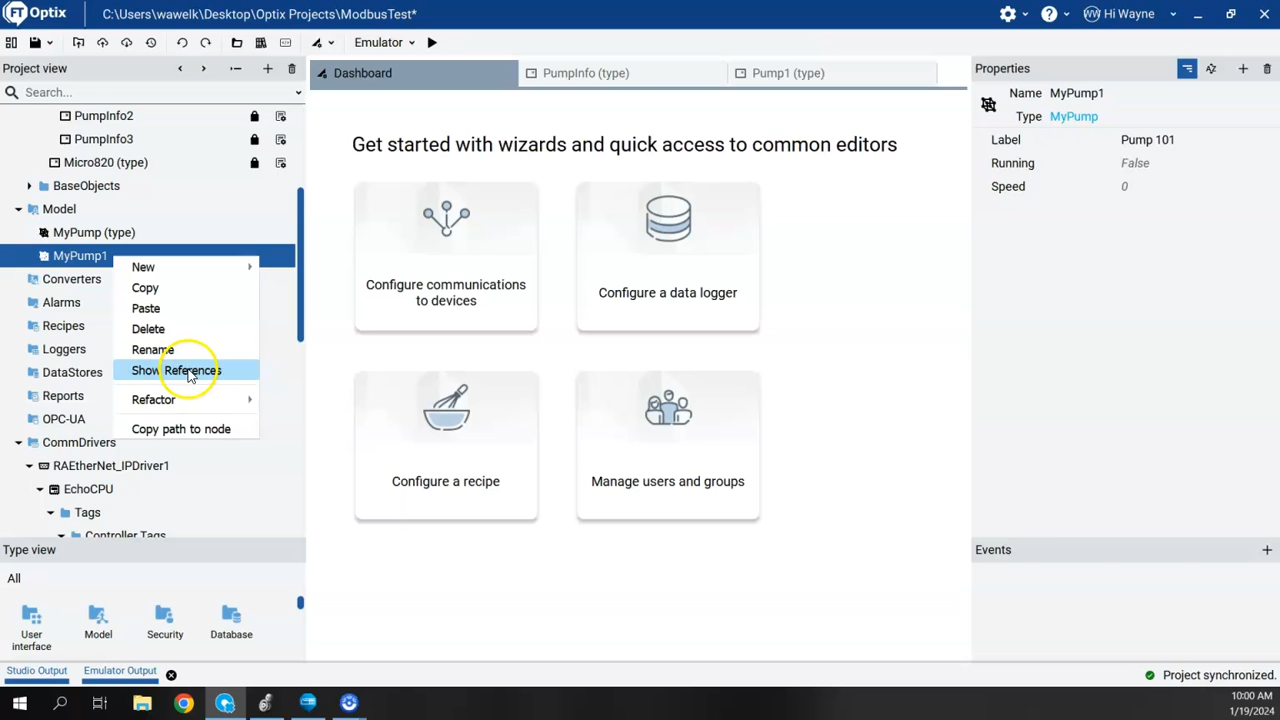 FT Optix
C:\Users\wawelk\Desktop\Optix Projects\ModbusTest*
WW Hi Wayne
Emulator
Project view
Search...
PumpInfo2
PumpInfo3
Micro820 (type)
BaseObjects
Model
MyPump (type)
MyPump1
Converters
Alarms
Recipes
Loggers
DataStores
Reports
OPC-UA
CommDrivers
RAEtherNet_IPDriver1
EchoCPU
Tags
Controller Tags
New
Copy
Paste
Delete
Rename
Show References
Refactor
Copy path to node
Type view
All
User interface
Model
Security
Database
Studio Output
Emulator Output
Dashboard
PumpInfo (type)
Pump1 (type)
Get started with wizards and quick access to common editors
Configure communications
to devices
Configure a data logger
Configure a recipe
Manage users and groups
Properties
Name MyPump1
Type MyPump
Label Pump 101
Running False
Speed 0
Events
Project synchronized.
10:00 AM
1/19/2024